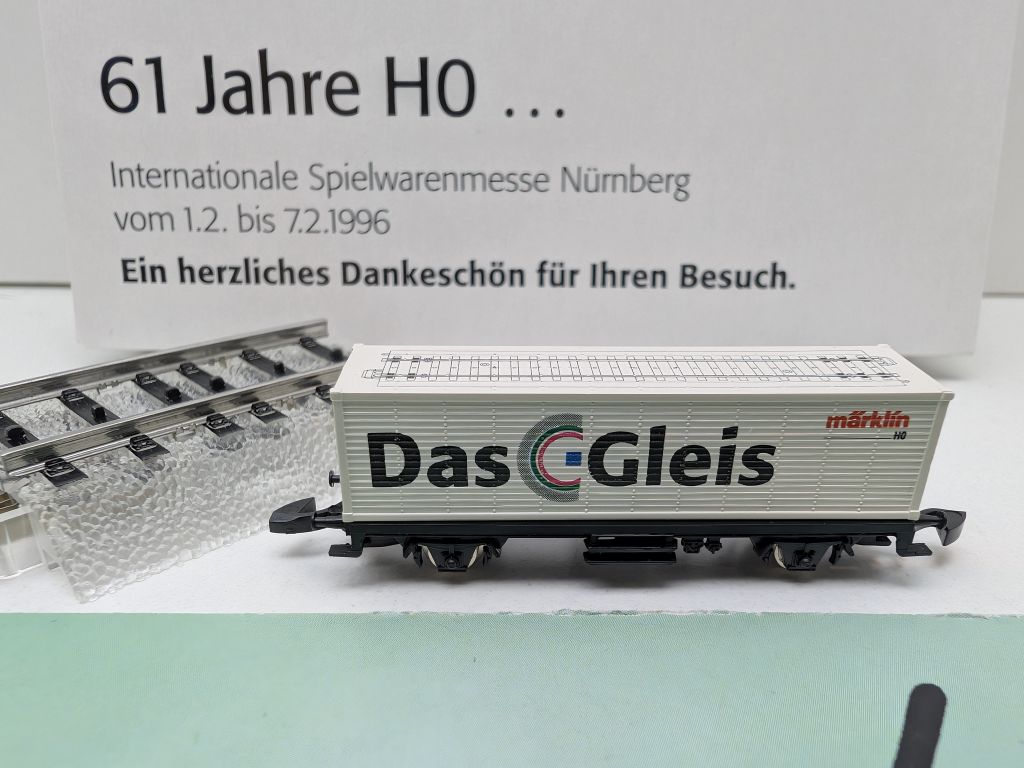 61 Jahre H0 ...
Internationale Spielwarenmesse Nürnberg
vom 1.2. bis 7.2.1996
Ein herzliches Dankeschön für Ihren Besuch.
märklin
H0
Das C Gleis